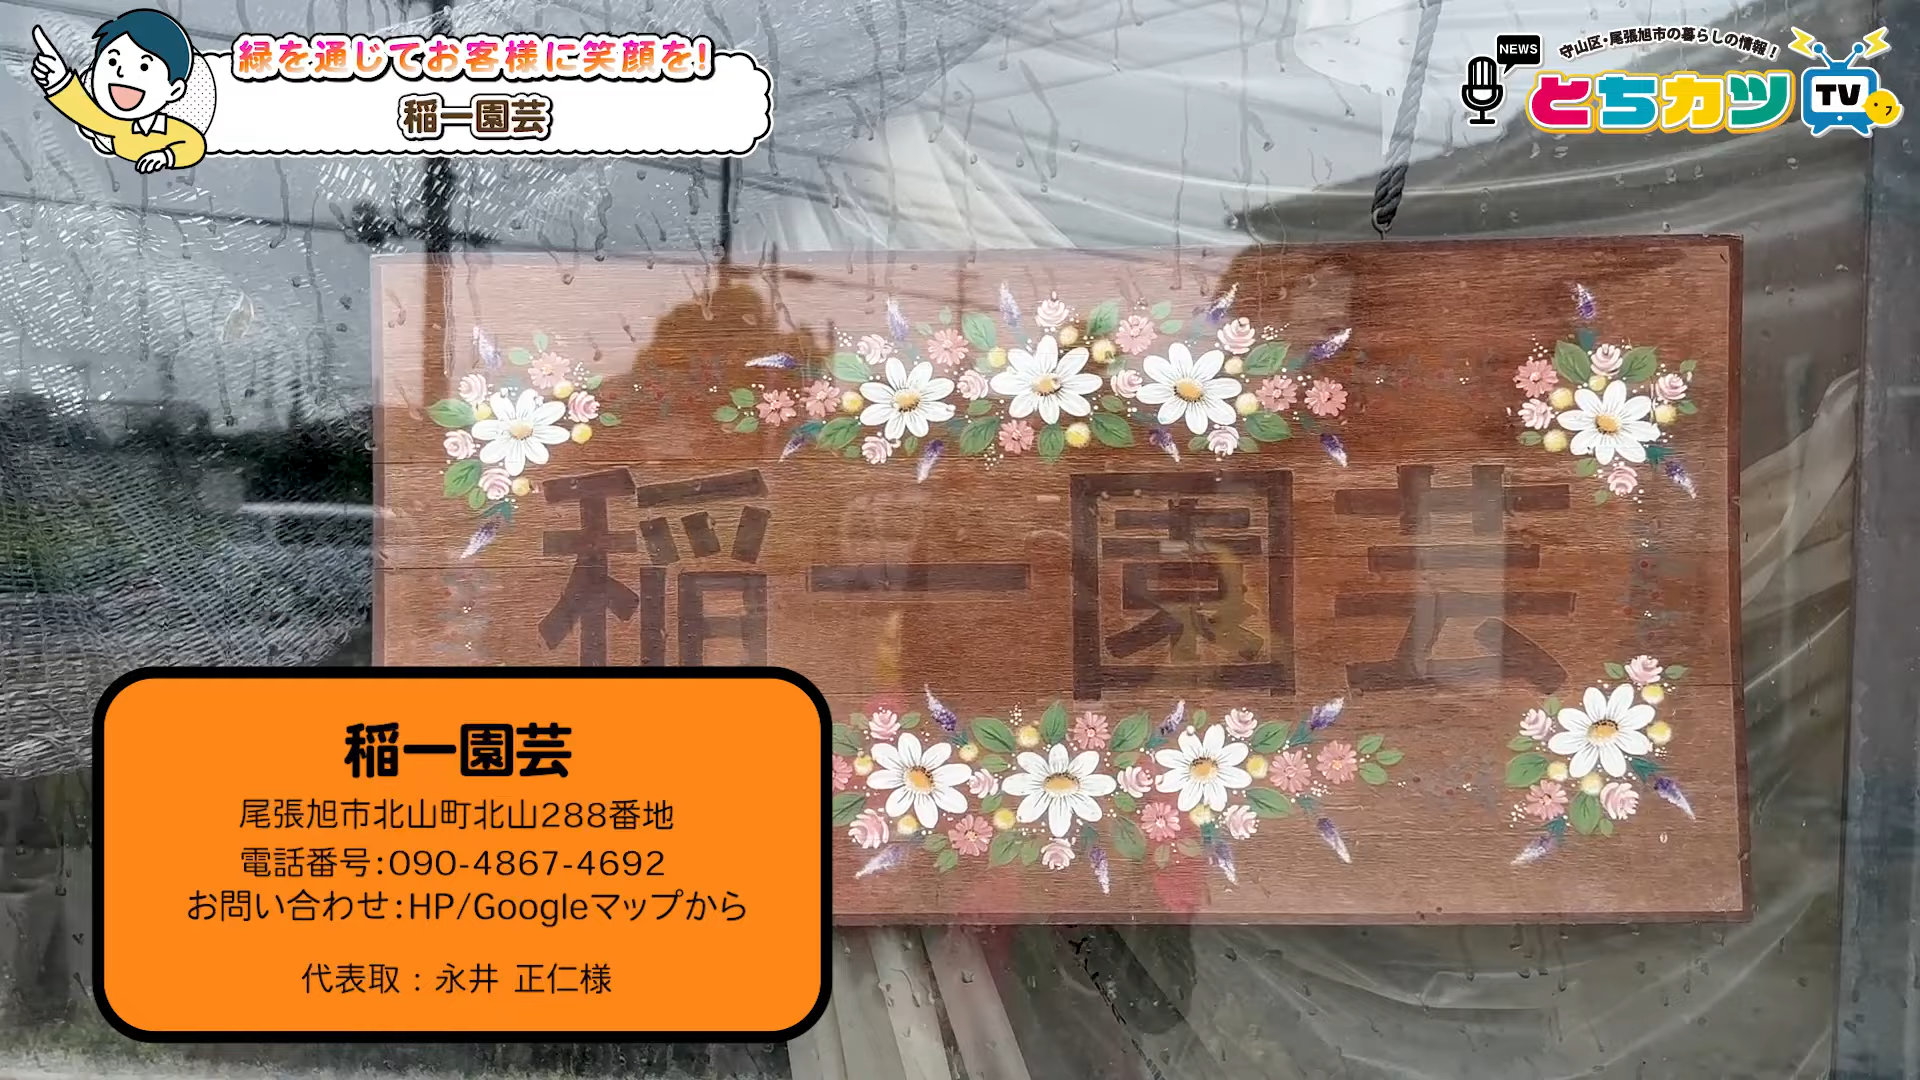 緑を通じてお客様に笑顔を!
稲一園芸
NEWS
守山区・尾張旭市の暮らしの情報!
とちカツ
TV
稲一園芸
稲一園芸
尾張旭市北山町北山288番地
電話番号:090-4867-4692
お問い合わせ:HP/Googleマップから
代表取：永井 正仁様